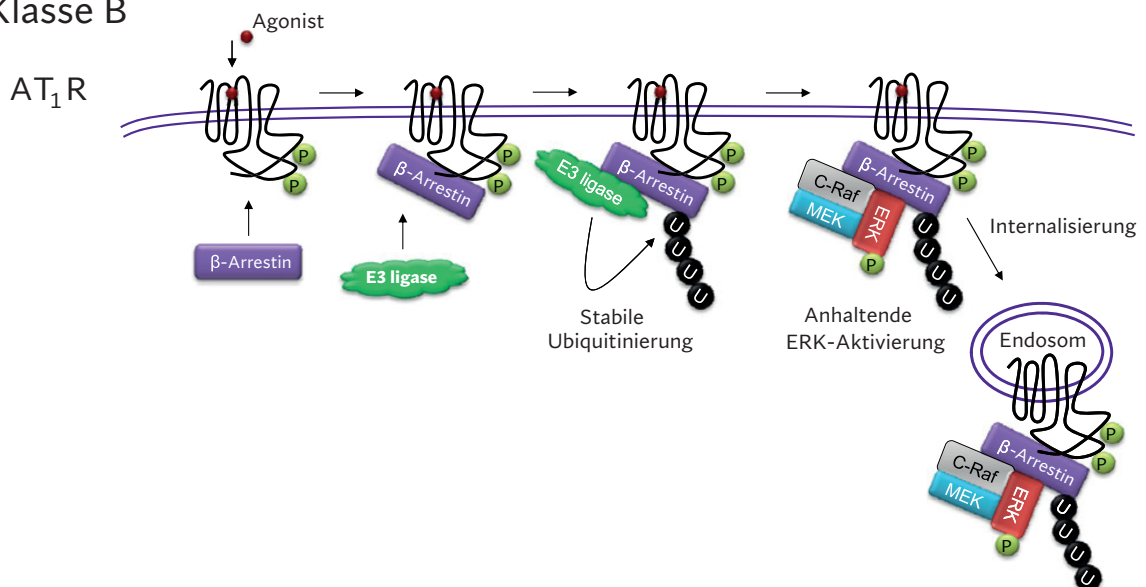 Klasse B
Agonist
AT1R
P
P
β-Arrestin
β-Arrestin
P
P
E3 ligase
E3 ligase
β-Arrestin
P
P
U
U
U
U
Stabile
Ubiquitinierung
β-Arrestin
C-Raf
MEK
ERK
P
P
P
U
U
U
U
Anhaltende
ERK-Aktivierung
Internalisierung
Endosom
β-Arrestin
C-Raf
MEK
ERK
P
P
P
U
U
U
U